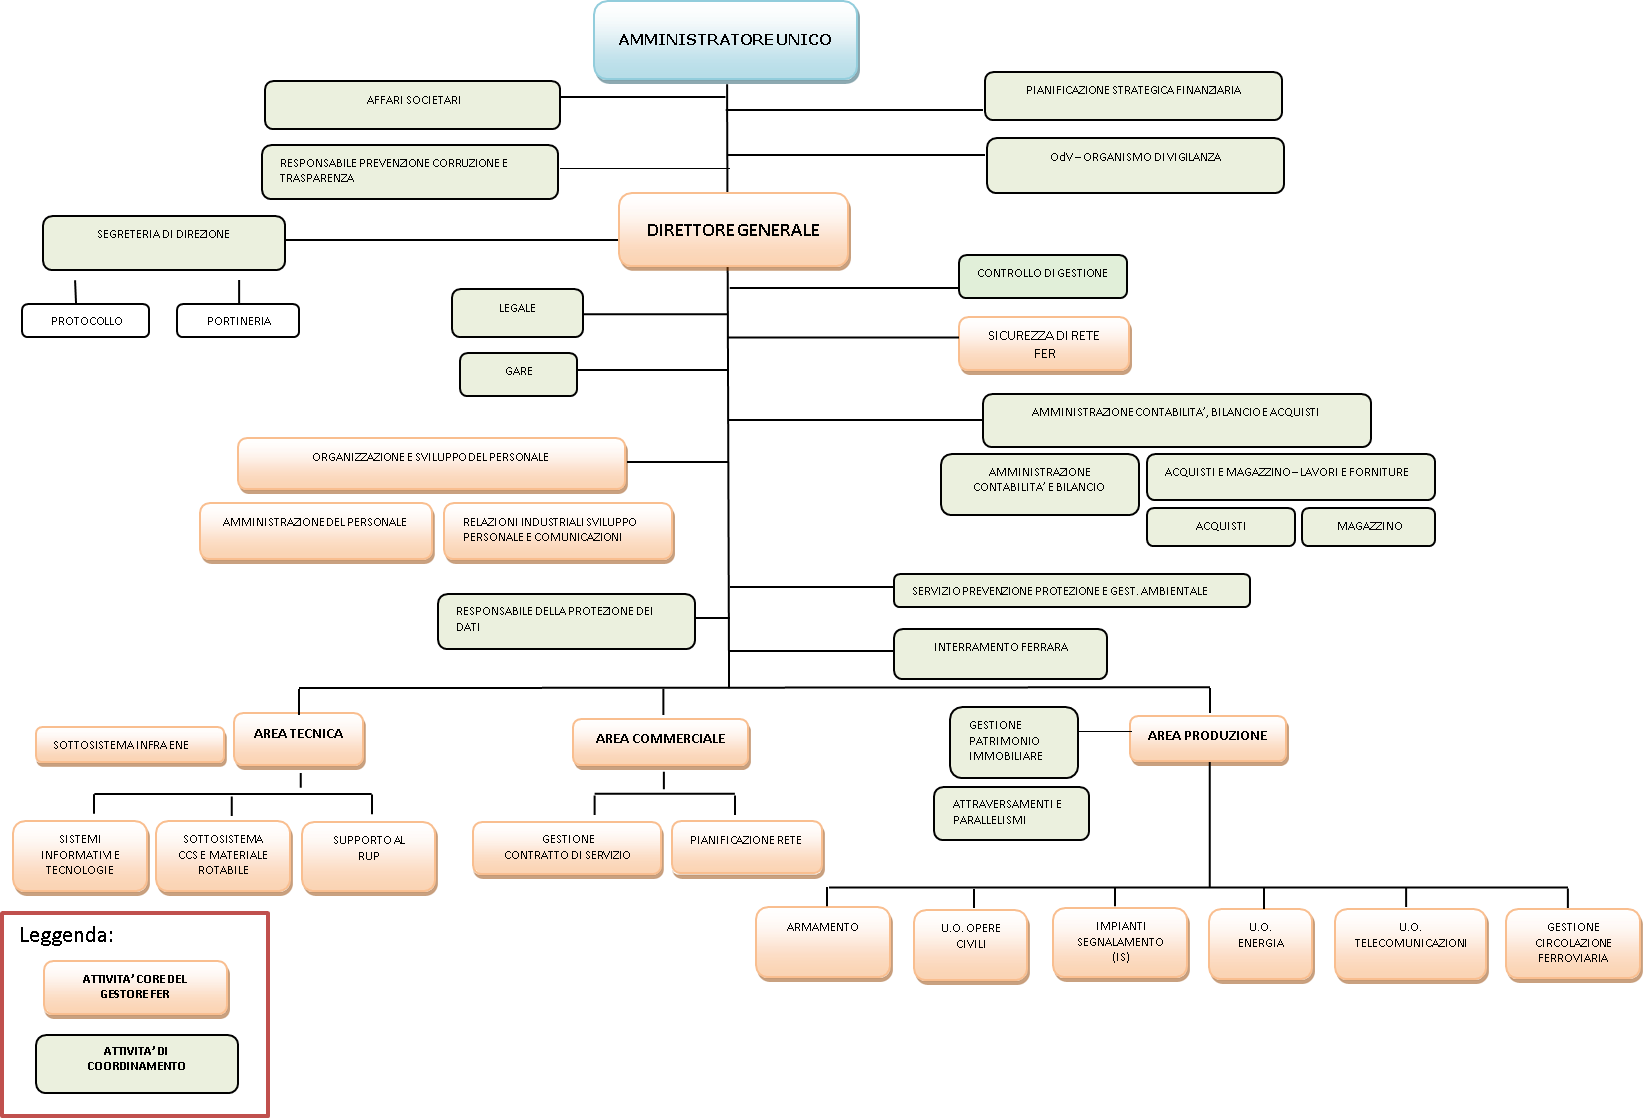 AMMINISTRATORE UNICO
AFFARI SOCIETARI
PIANIFICAZIONE STRATEGICA FINANZIARIA
RESPONSABILE PREVENZIONE CORRUZIONE E
TRASPARENZA
OdV – ORGANISMO DI VIGILANZA
DIRETTORE GENERALE
SEGRETERIA DI DIREZIONE
PROTOCOLLO
PORTINERIA
CONTROLLO DI GESTIONE
LEGALE
SICUREZZA DI RETE
FER
GARE
AMMINISTRAZIONE CONTABILITA', BILANCIO E ACQUISTI
ORGANIZZAZIONE E SVILUPPO DEL PERSONALE
AMMINISTRAZIONE
CONTABILITA' E BILANCIO
ACQUISTI E MAGAZZINO – LAVORI E FORNITURE
AMMINISTRAZIONE DEL PERSONALE
RELAZIONI INDUSTRIALI SVILUPPO
PERSONALE E COMUNICAZIONI
ACQUISTI
MAGAZZINO
SERVIZIO PREVENZIONE PROTEZIONE E GEST. AMBIENTALE
RESPONSABILE DELLA PROTEZIONE DEI
DATI
INTERRAMENTO FERRARA
SOTTOSISTEMA INFRA ENE
AREA TECNICA
AREA COMMERCIALE
GESTIONE
PATRIMONIO
IMMOBILIARE
AREA PRODUZIONE
ATTRAVERSAMENTI E
PARALLELISMI
SISTEMI
INFORMATIVI E
TECNOLOGIE
SOTTOSISTEMA
CCS E MATERIALE
ROTABILE
SUPPORTO AL
RUP
GESTIONE
CONTRATTO DI SERVIZIO
PIANIFICAZIONE RETE
ARMAMENTO
U.O. OPERE
CIVILI
IMPIANTI
SEGNALAMENTO
(IS)
U.O.
ENERGIA
U.O.
TELECOMUNICAZIONI
GESTIONE
CIRCOLAZIONE
FERROVIARIA
Leggenda:
ATTIVITA' CORE DEL
GESTORE FER
ATTIVITA' DI
COORDINAMENTO